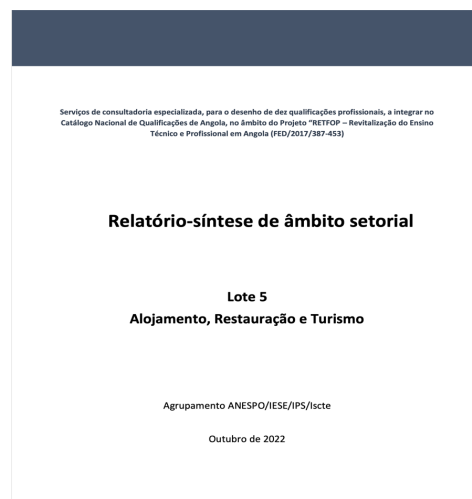 Serviços de consultadoria especializada, para o desenho de dez qualificações profissionais, a integrar no
Catálogo Nacional de Qualificações de Angola, no âmbito do Projeto "RETFOP – Revitalização do Ensino
Técnico e Profissional em Angola (FED/2017/387-453)
Relatório-síntese de âmbito setorial
Lote 5
Alojamento, Restauração e Turismo
Agrupamento ANESPO/IESE/IPS/Iscte
Outubro de 2022